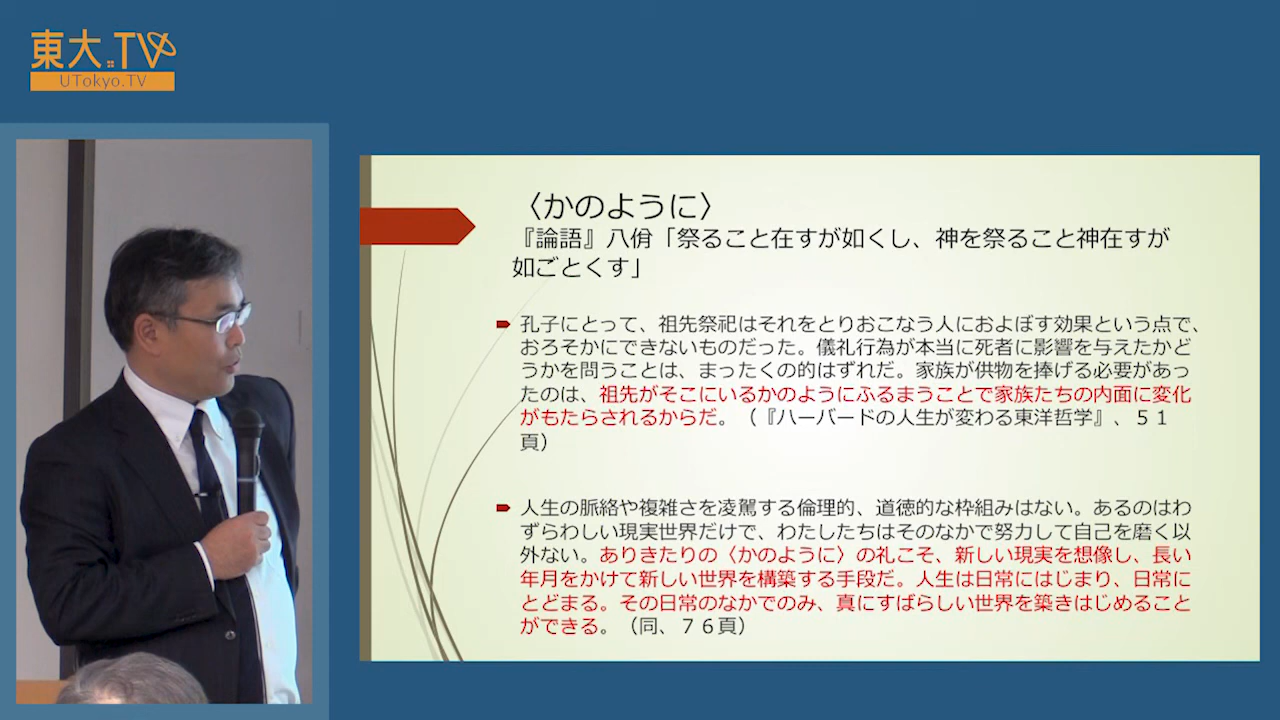 東大.TV
UTokyo.TV
〈かのように〉
『論語』八佾「祭ること在すが如くし、神を祭ること神在すが
如ごとくす」
孔子にとって、祖先祭祀はそれをとりおこなう人におよぼす効果という点で、
おろそかにできないものだった。儀礼行為が本当に死者に影響を与えたかど
うかを問うことは、まったくの的はずれだ。家族が供物を捧げる必要があっ
たのは、祖先がそこにいるかのようにふるまうことで家族たちの内面に変化
がもたらされるからだ。（『ハーバードの人生が変わる東洋哲学』、５１
頁）
人生の脈絡や複雑さを凌駕する倫理的、道徳的な枠組みはない。あるのはわ
ずらわしい現実世界だけで、わたしたちはそのなかで努力して自己を磨く以
外ない。ありきたりの〈かのように〉の礼こそ、新しい現実を想像し、長い
年月をかけて新しい世界を構築する手段だ。人生は日常にはじまり、日常に
とどまる。その日常のなかでのみ、真にすばらしい世界を築きはじめること
ができる。（同、７６頁）